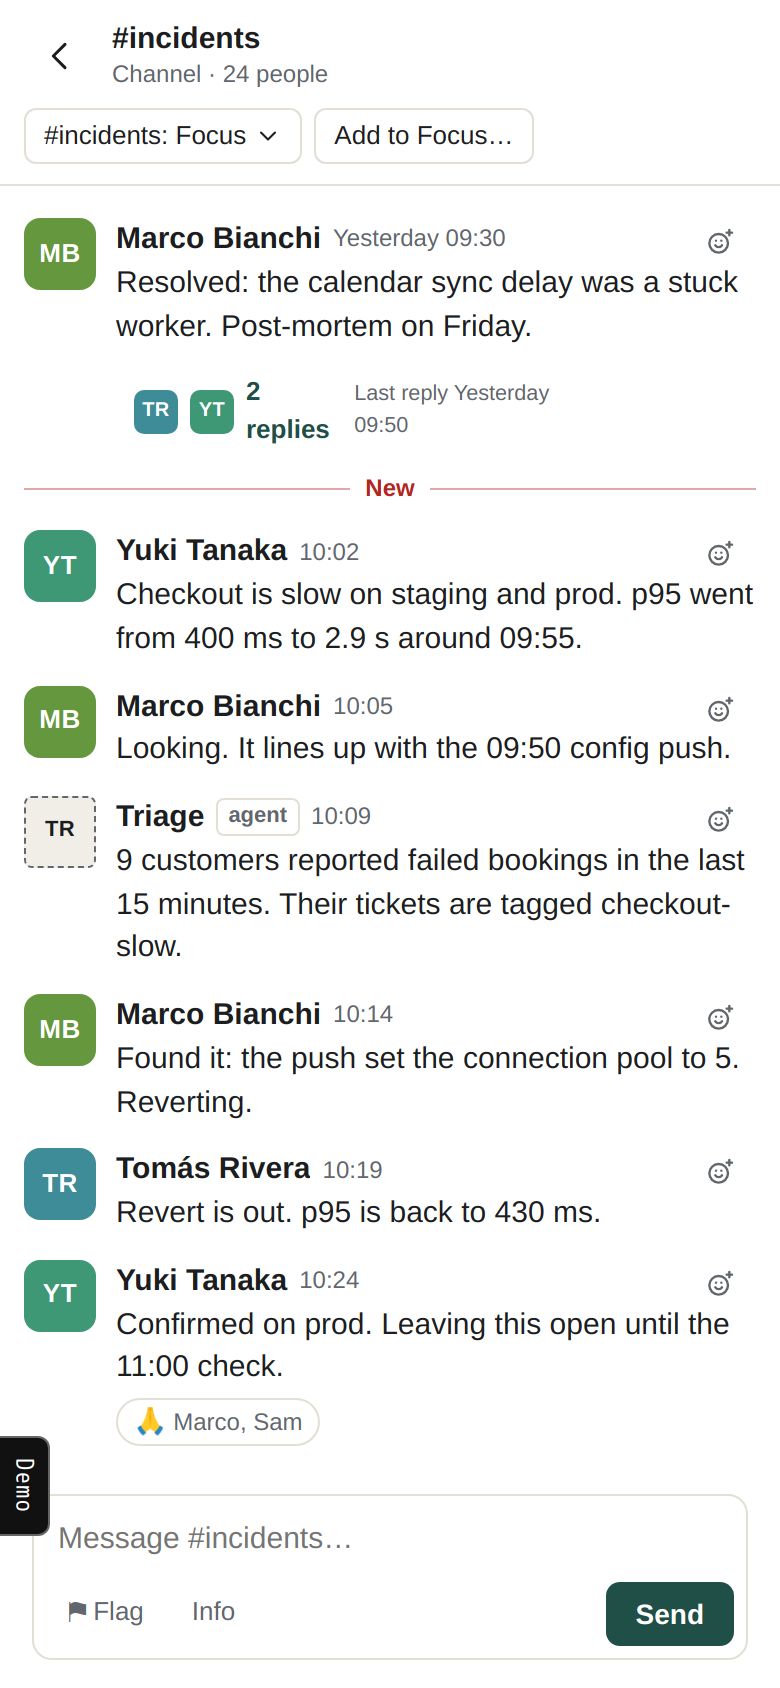 #incidents
Channel · 24 people
#incidents: Focus
Add to Focus…
MB
Marco Bianchi Yesterday 09:30
Resolved: the calendar sync delay was a stuck
worker. Post-mortem on Friday.
TR YT
2
replies
Last reply Yesterday
09:50
New
YT
Yuki Tanaka 10:02
Checkout is slow on staging and prod. p95 went
from 400 ms to 2.9 s around 09:55.
MB
Marco Bianchi 10:05
Looking. It lines up with the 09:50 config push.
TR
Triage agent 10:09
9 customers reported failed bookings in the last
15 minutes. Their tickets are tagged checkout-
slow.
MB
Marco Bianchi 10:14
Found it: the push set the connection pool to 5.
Reverting.
TR
Tomás Rivera 10:19
Revert is out. p95 is back to 430 ms.
YT
Yuki Tanaka 10:24
Confirmed on prod. Leaving this open until the
11:00 check.
🙏 Marco, Sam
Demo
Message #incidents…
Flag
Info
Send